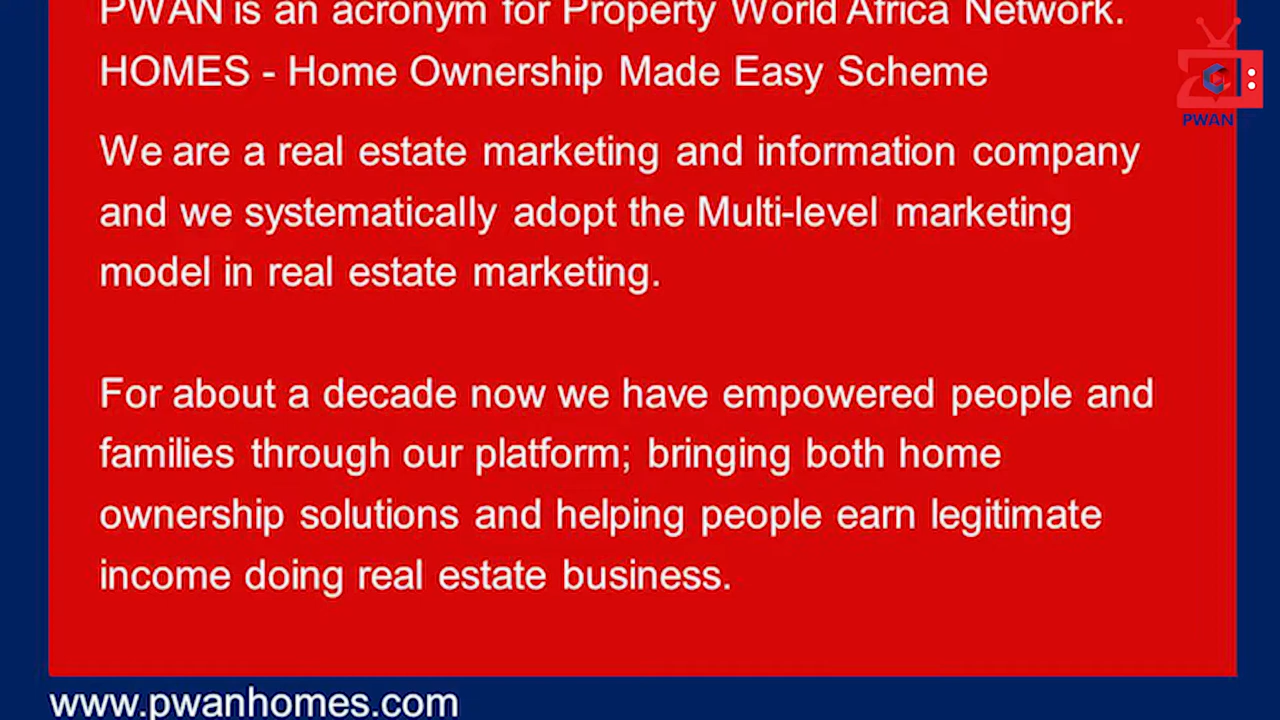 PWAN is an acronym for Property World Africa Network.
HOMES - Home Ownership Made Easy Scheme
We are a real estate marketing and information company
and we systematically adopt the Multi-level marketing
model in real estate marketing.
For about a decade now we have empowered people and
families through our platform; bringing both home
ownership solutions and helping people earn legitimate
income doing real estate business.
www.pwanhomes.com
PWAN